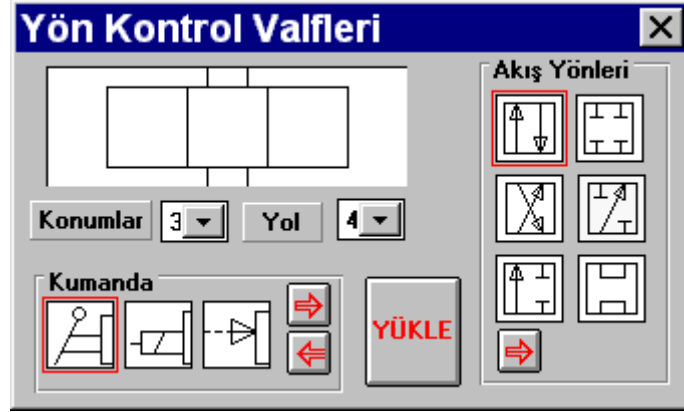 Yön Kontrol Valfleri
Akış Yönleri
Konumlar 3 Yol 4
Kumanda
YÜKLE